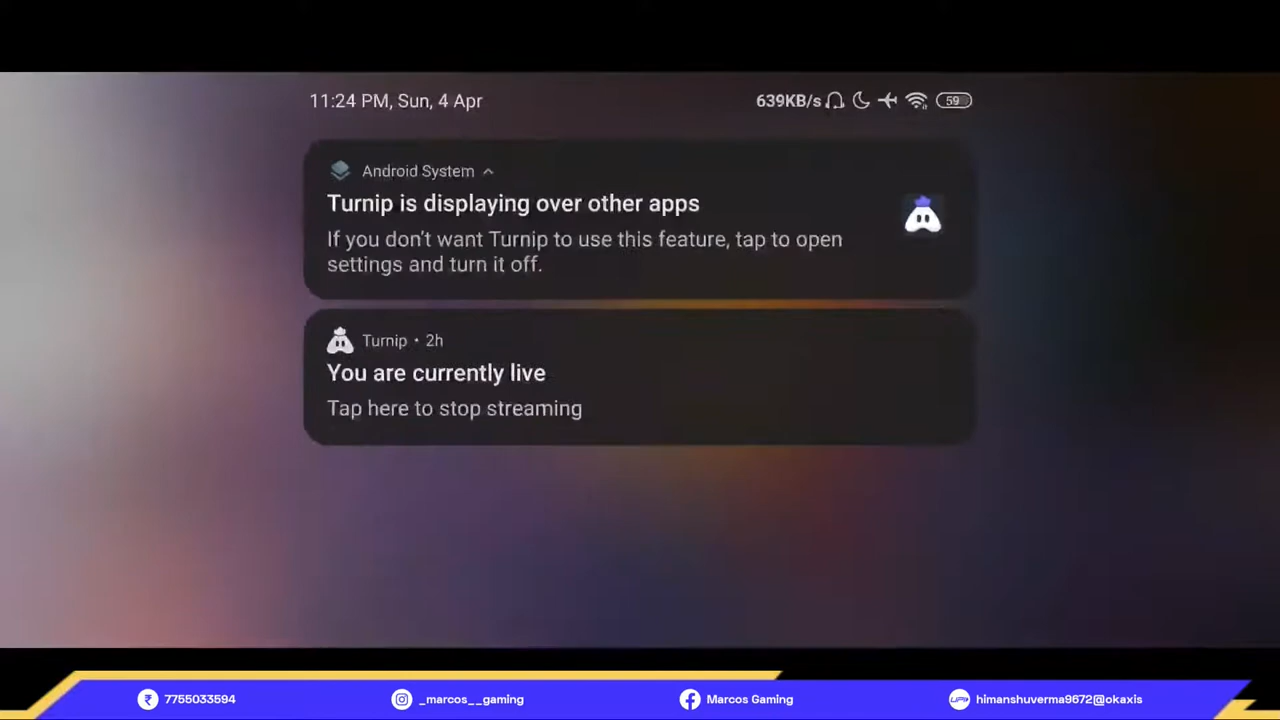 11:24 PM, Sun, 4 Apr 639KB/s 59
Android System
Turnip is displaying over other apps
If you don't want Turnip to use this feature, tap to open
settings and turn it off.
Turnip • 2h
You are currently live
Tap here to stop streaming
₹ 7755033594 _marcos__gaming Marcos Gaming UPI himanshuverma9672@okaxis